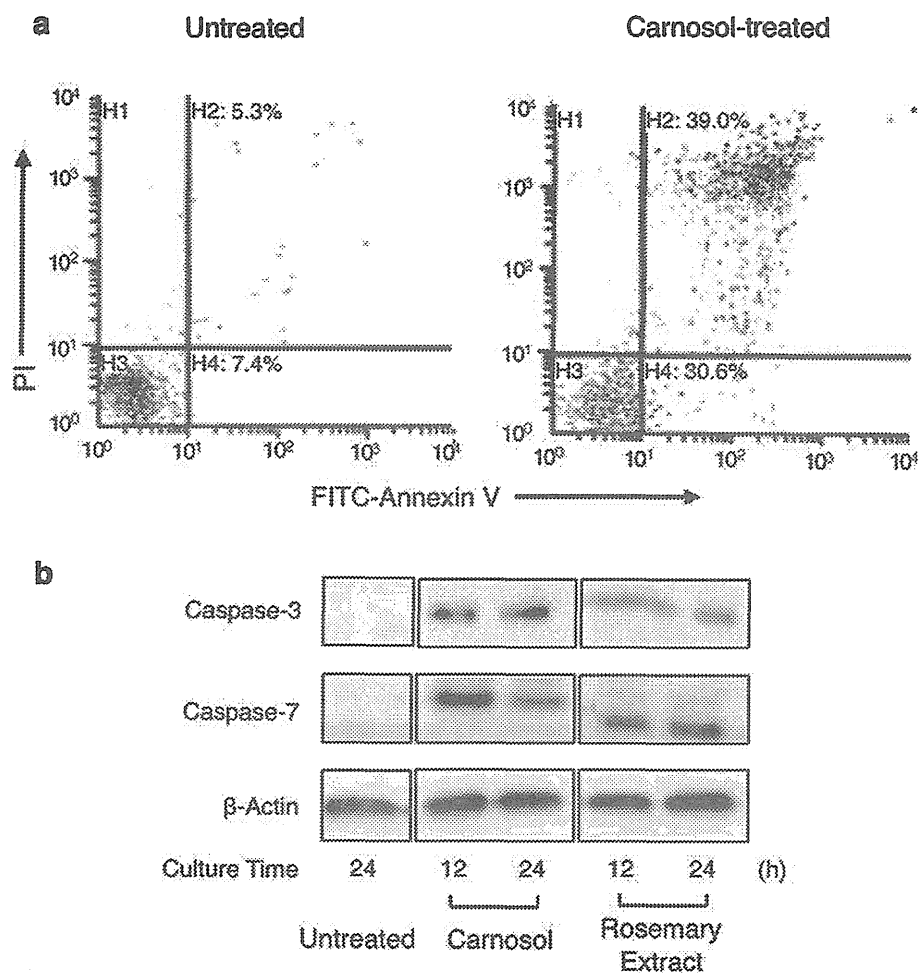 a
Untreated
Carnosol-treated
10⁴
H1
H2: 5.3%
10³
10²
10¹
H3
H4: 7.4%
10⁰
10⁰
10¹
10²
10³
10⁴
PI
10⁴
H1
H2: 39.0%
10³
10²
10¹
H3
H4: 30.6%
10⁰
10⁰
10¹
10²
10³
10⁴
FITC-Annexin V
b
Caspase-3
Caspase-7
β-Actin
Culture Time 24 12 24 12 24 (h)
Untreated Carnosol Rosemary
Extract